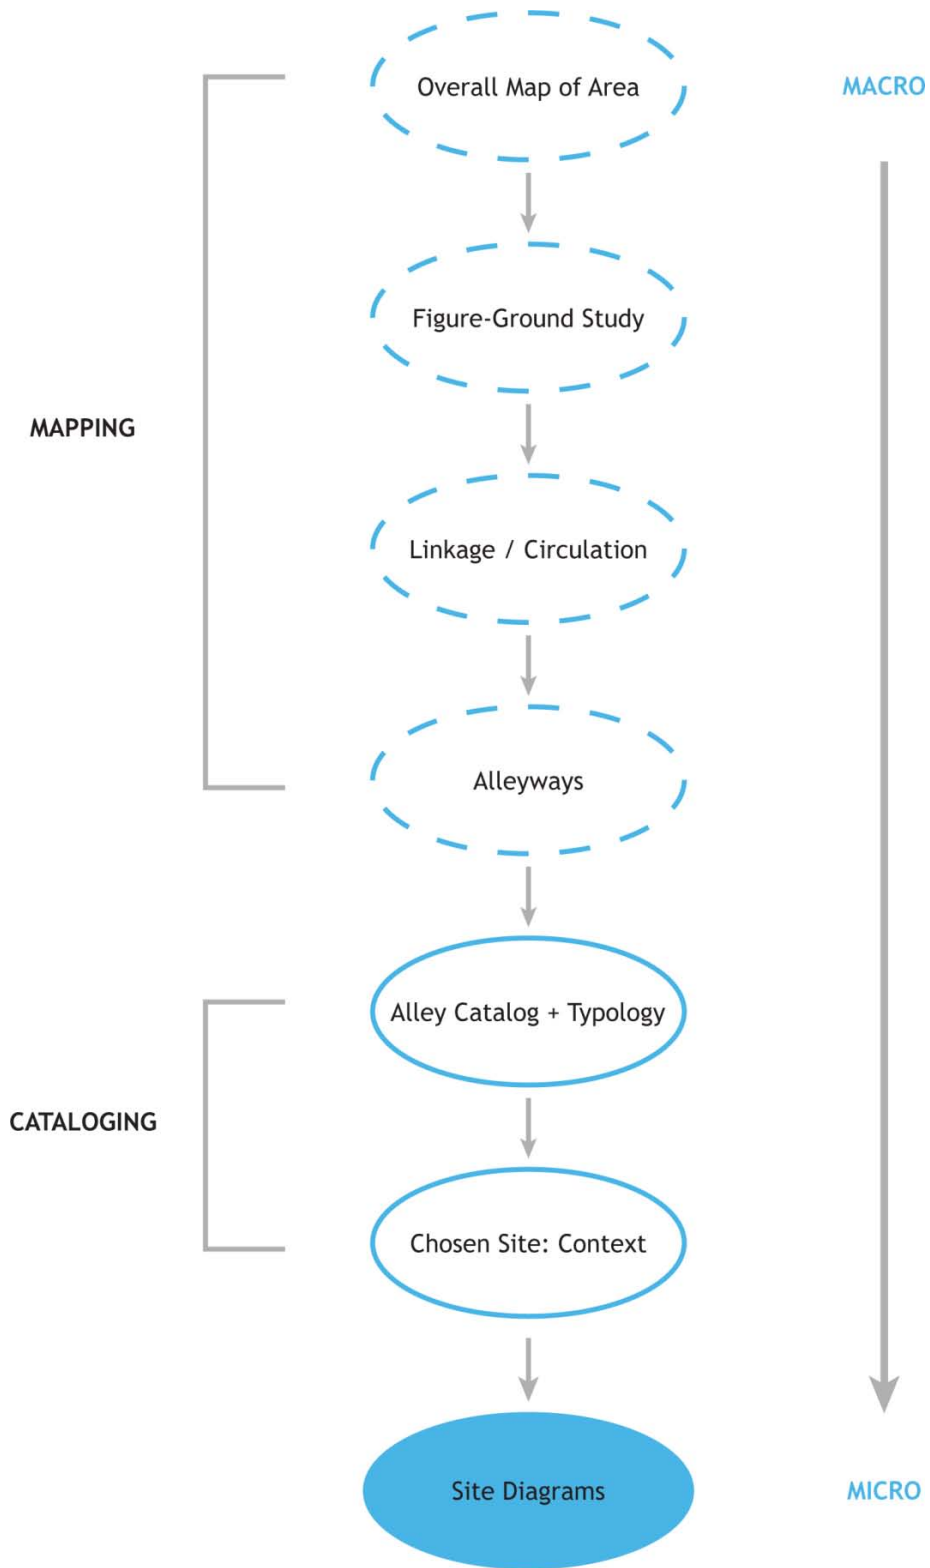 Overall Map of Area
MACRO
Figure-Ground Study
MAPPING
Linkage / Circulation
Alleyways
Alley Catalog + Typology
CATALOGING
Chosen Site: Context
Site Diagrams
MICRO